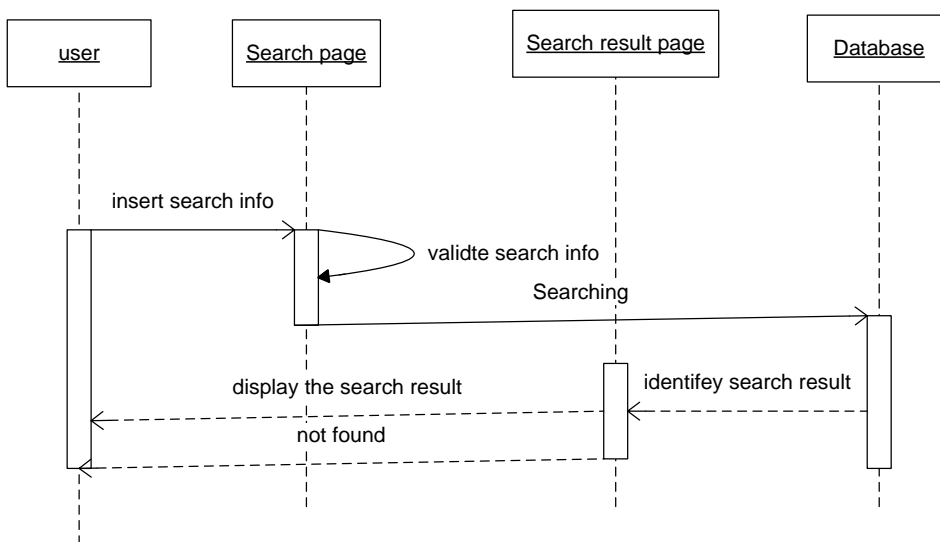 user
Search page
Search result page
Database
insert search info
validte search info
Searching
identifey search result
display the search result
not found